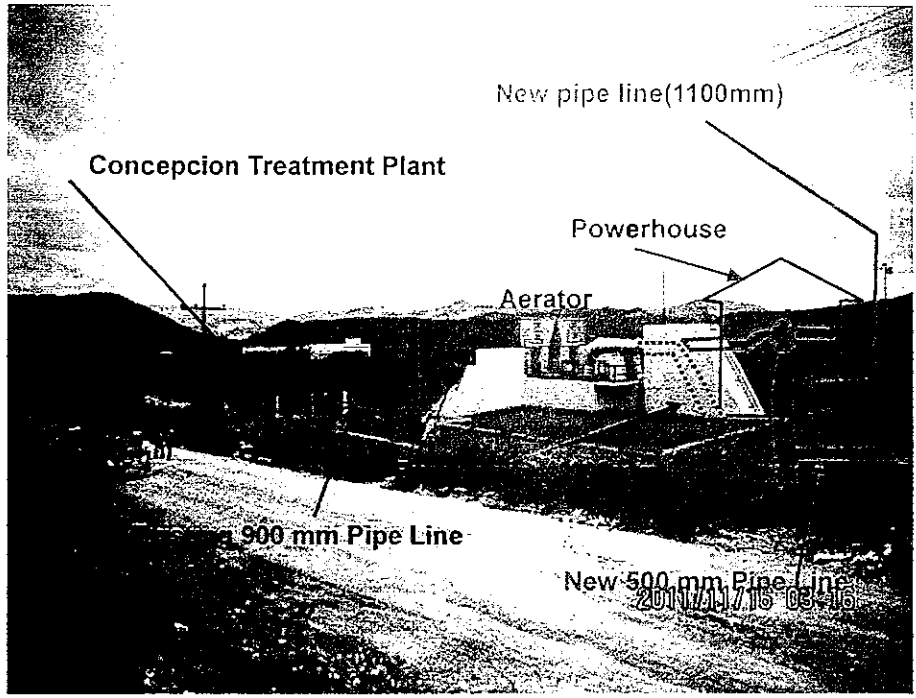 New pipe line(1100mm)
Concepcion Treatment Plant
Powerhouse
Aerator
900 mm Pipe Line
New 500 mm Pipe Line
2011/11/15 03:16